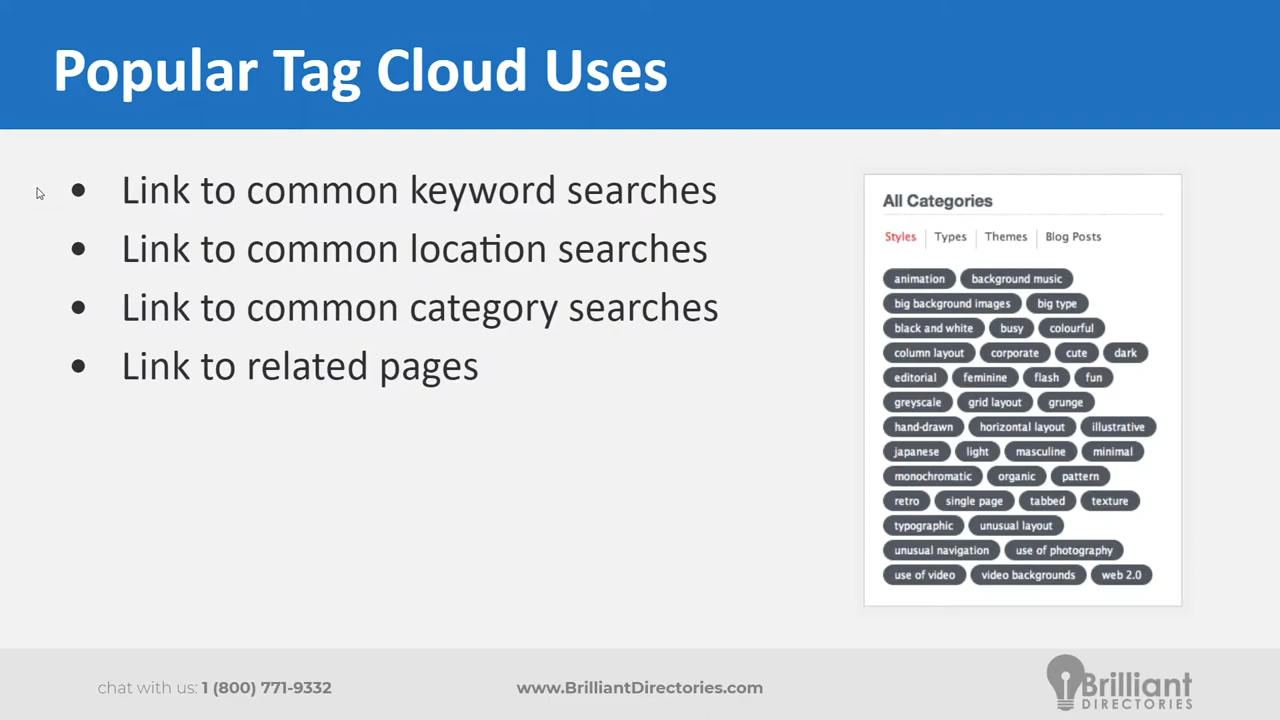 Popular Tag Cloud Uses
• Link to common keyword searches
• Link to common location searches
• Link to common category searches
• Link to related pages
All Categories
Styles Types Themes Blog Posts
animation background music
big background images big type
black and white busy colourful
column layout corporate cute dark
editorial feminine flash fun
greyscale grid layout grunge
hand-drawn horizontal layout illustrative
japanese light masculine minimal
monochromatic organic pattern
retro single page tabbed texture
typographic unusual layout
unusual navigation use of photography
use of video video backgrounds web 2.0
chat with us: 1 (800) 771-9332
www.BrilliantDirectories.com
Brilliant
DIRECTORIES